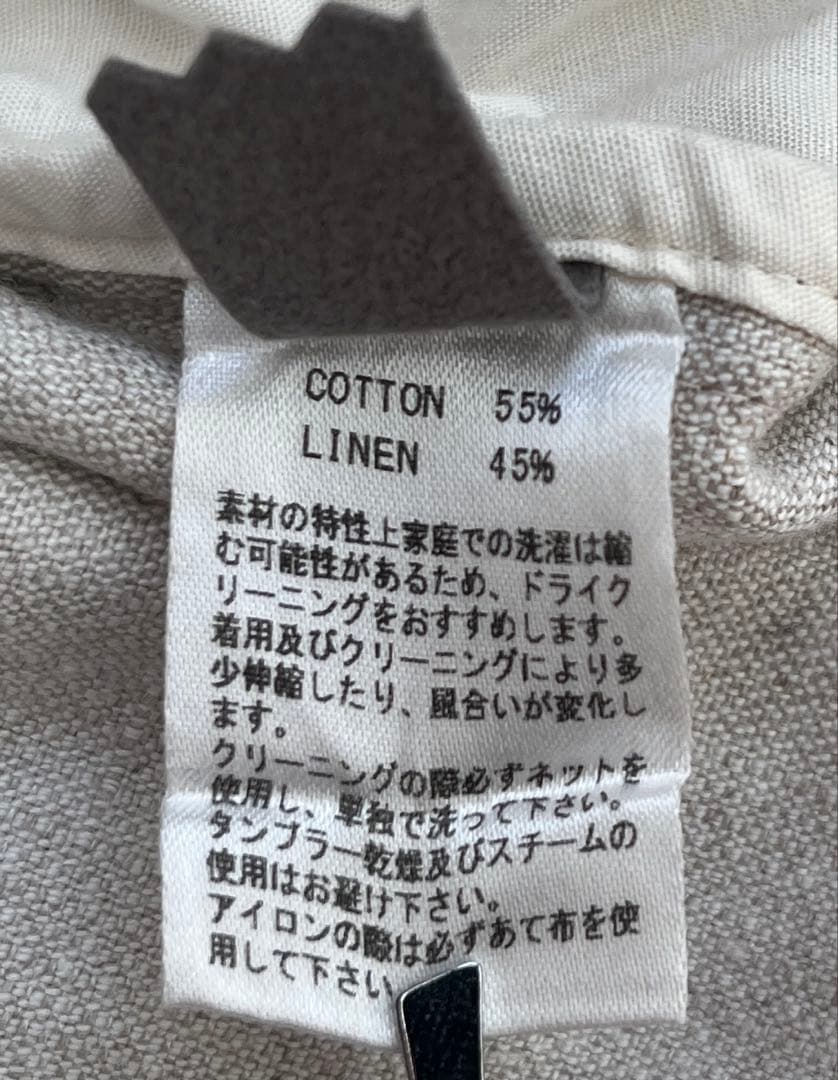 COTTON 55%
LINEN 45%
素材の特性上家庭での洗濯は縮
む可能性があるため、ドライク
リーニングをおすすめします。
着用及びクリーニングにより多
少伸縮したり、風合いが変化し
ます。
クリーニングの際必ずネットを
使用し、単独で洗って下さい。
タンブラー乾燥及びスチームの
使用はお避け下さい。
アイロンの際は必ずあて布を使
用して下さい